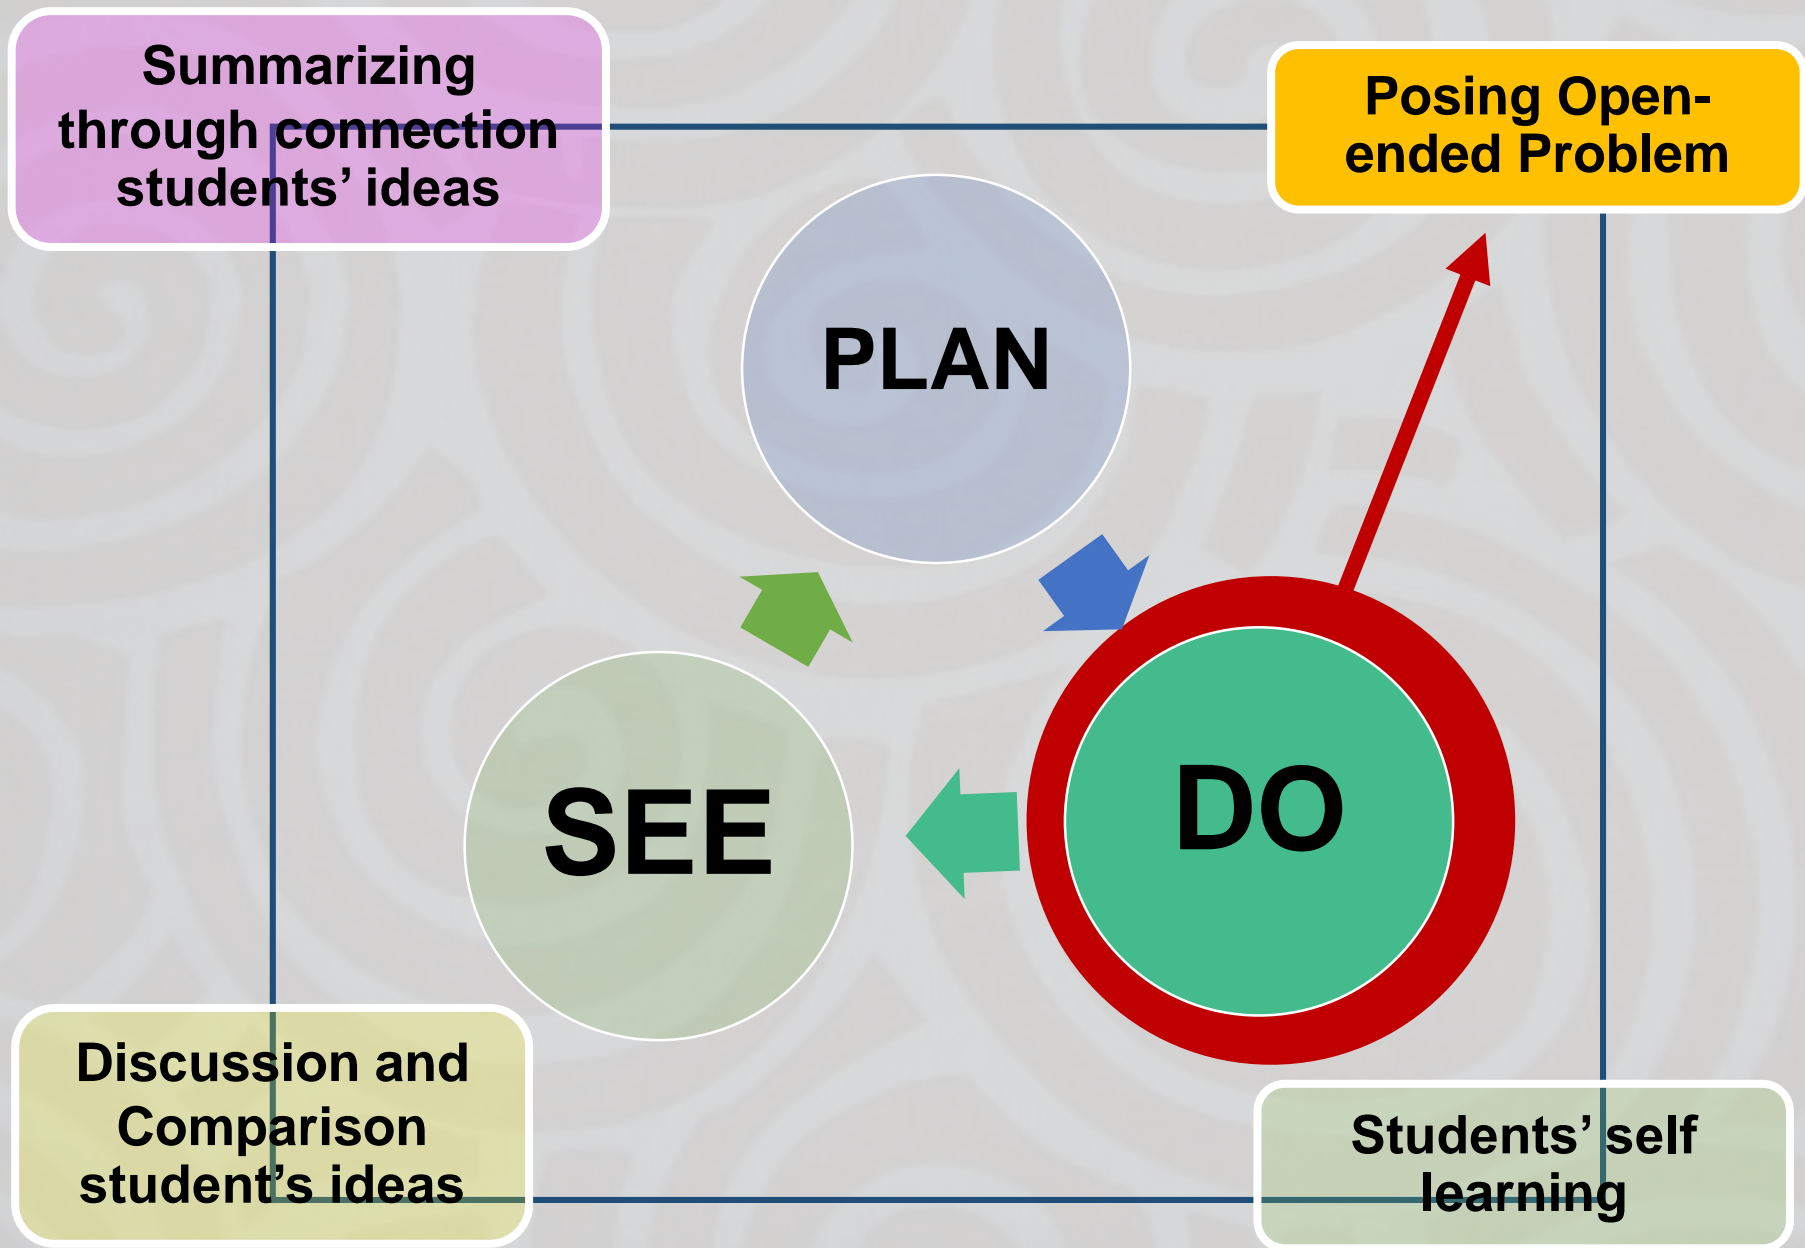 Summarizing
through connection
students’ ideas
Posing Open-
ended Problem
PLAN
DO
SEE
Discussion and
Comparison
student’s ideas
Students’ self
learning